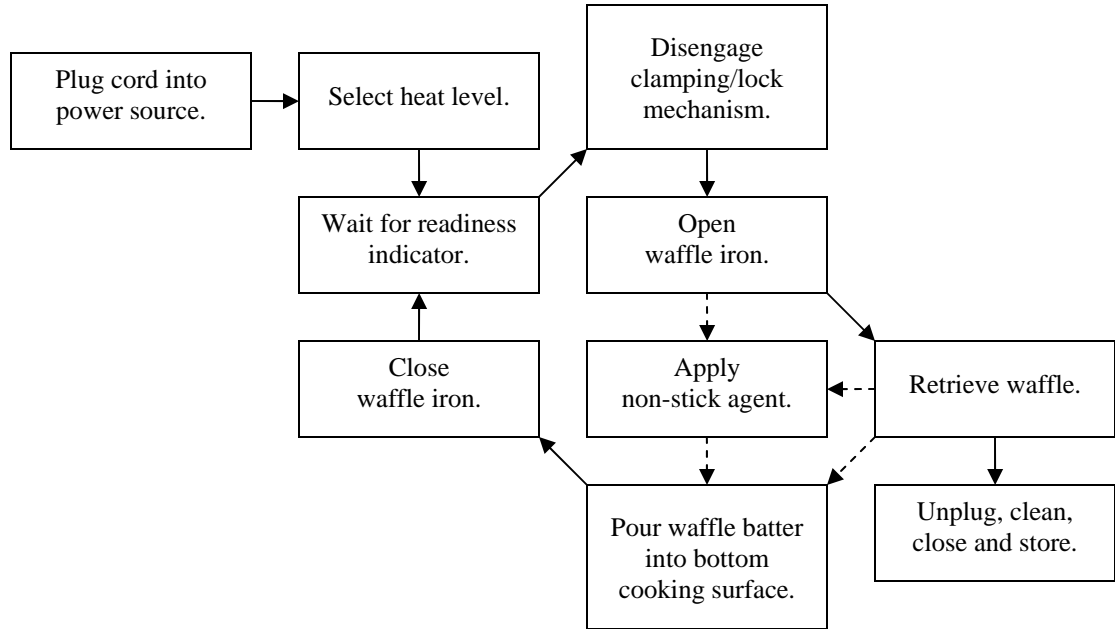 Plug cord into
power source.
Select heat level.
Disengage
clamping/lock
mechanism.
Wait for readiness
indicator.
Open
waffle iron.
Close
waffle iron.
Apply
non-stick agent.
Retrieve waffle.
Pour waffle batter
into bottom
cooking surface.
Unplug, clean,
close and store.